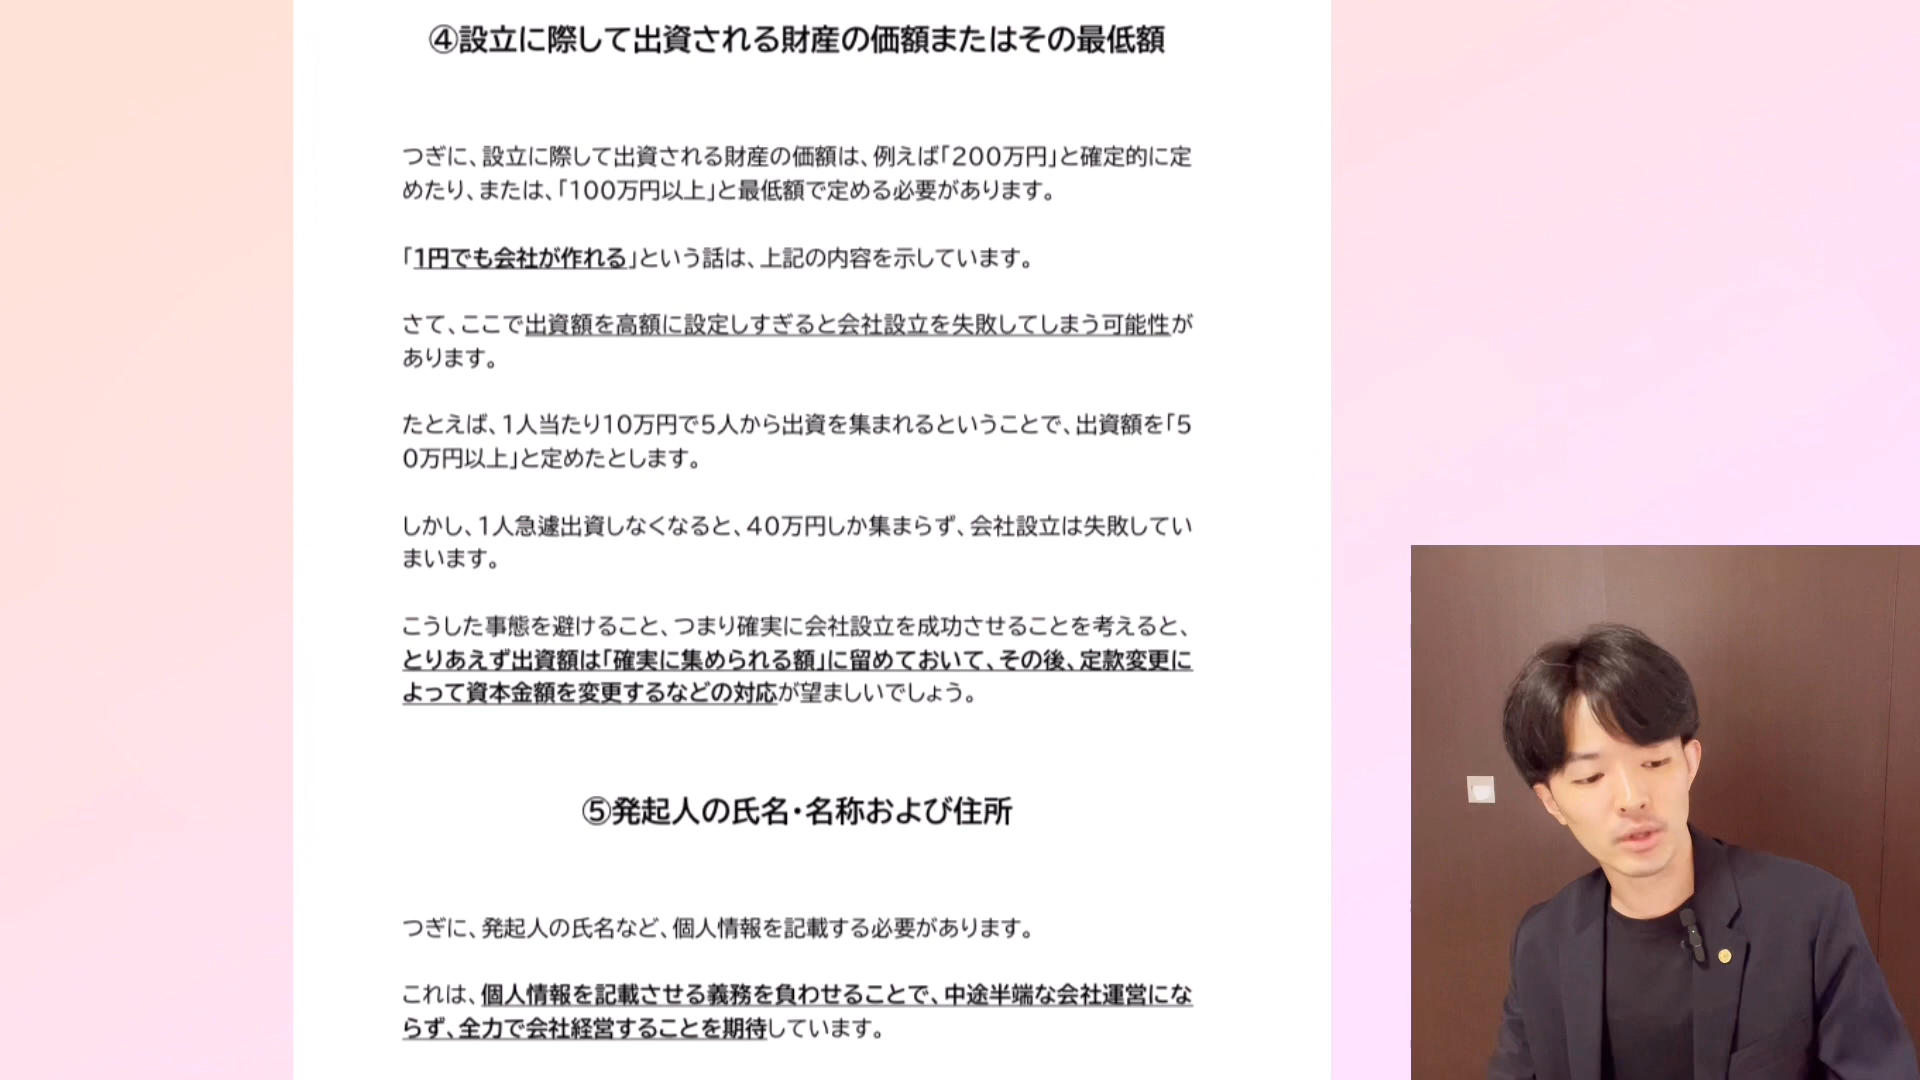 ④設立に際して出資される財産の価額またはその最低額
つぎに、設立に際して出資される財産の価額は、例えば「200万円」と確定的に定
めたり、または、「100万円以上」と最低額で定める必要があります。
「1円でも会社が作れる」という話は、上記の内容を示しています。
さて、ここで出資額を高額に設定しすぎると会社設立を失敗してしまう可能性が
あります。
たとえば、1人当たり10万円で5人から出資を集まれるということで、出資額を「5
0万円以上」と定めたとします。
しかし、1人急遽出資しなくなると、40万円しか集まらず、会社設立は失敗してい
まいます。
こうした事態を避けること、つまり確実に会社設立を成功させることを考えると、
とりあえず出資額は「確実に集められる額」に留めておいて、その後、定款変更に
よって資本金額を変更するなどの対応が望ましいでしょう。
⑤発起人の氏名・名称および住所
つぎに、発起人の氏名など、個人情報を記載する必要があります。
これは、個人情報を記載させる義務を負わせることで、中途半端な会社運営にな
らず、全力で会社経営することを期待しています。